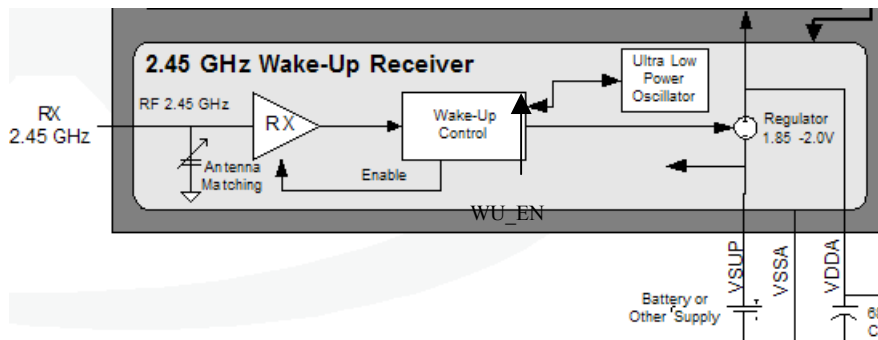 2.45 GHz Wake-Up Receiver
RX
2.45 GHz
RF 2.45 GHz
RX
Antenna
Matching
Enable
Wake-Up
Control
Ultra Low
Power
Oscillator
Regulator
1.85 -2.0V
WU_EN
VSUP
VSSA
VDDA
Battery or
Other Supply